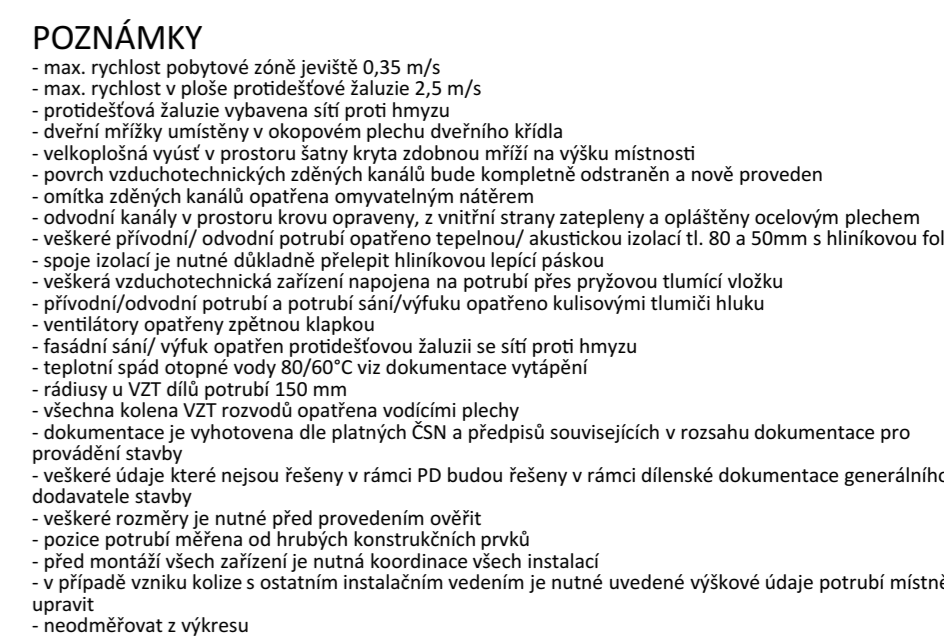 POZNÁMKY
- max. rychlost pobytové zóně jeviště 0,35 m/s
- max. rychlost v ploše protidešťové žaluzie 2,5 m/s
- protidešťová žaluzie vybavena sítí proti hmyzu
- dveřní mřížky umístěny v okopovém plechu dveřního křídla
- velkoplošná vyúsť v prostoru šatny kryta zdobnou mříží na výšku místnosti
- povrch vzduchotechnických zděných kanálů bude kompletně odstraněn a nově proveden
- omítka zděných kanálů opatřena omyvatelným nátěrem
- odvodní kanály v prostoru krovu opraveny, z vnitřní strany zatepleny a opláštěny ocelovým plechem
- veškeré přívodní/ odvodní potrubí opatřeno tepelnou/ akustickou izolací tl. 80 a 50mm s hliníkovou fol
- spoje izolací je nutné důkladně přelepit hliníkovou lepící páskou
- veškerá vzduchotechnická zařízení napojena na potrubí přes pryžovou tlumící vložku
- přívodní/odvodní potrubí a potrubí sání/výfuku opatřeno kulisovými tlumiči hluku
- ventilátory opatřeny zpětnou klapkou
- fasádní sání/ výfuk opatřen protidešťovou žaluzii se sítí proti hmyzu
- teplotní spád otopné vody 80/60°C viz dokumentace vytápění
- rádiusy u VZT dílů potrubí 150 mm
- všechna kolena VZT rozvodů opatřena vodícími plechy
- dokumentace je vyhotovena dle platných ČSN a předpisů souvisejících v rozsahu dokumentace pro
provádění stavby
- veškeré údaje které nejsou řešeny v rámci PD budou řešeny v rámci dílenské dokumentace generálního
dodavatele stavby
- veškeré rozměry je nutné před provedením ověřit
- pozice potrubí měřena od hrubých konstrukčních prvků
- před montáží všech zařízení je nutná koordinace všech instalací
- v případě vzniku kolize s ostatním instalačním vedením je nutné uvedené výškové údaje potrubí místně
upravit
- neodměřovat z výkresu